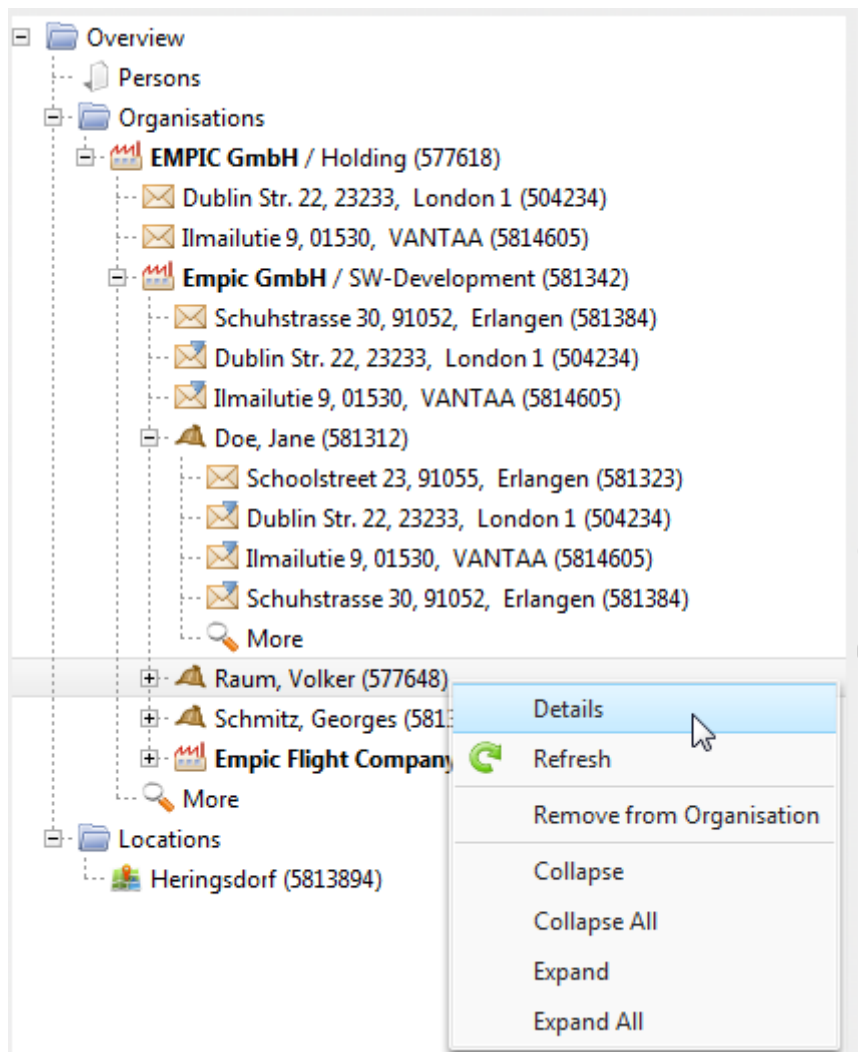 Overview
Persons
Organisations
EMPIC GmbH / Holding (577618)
Dublin Str. 22, 23233, London 1 (504234)
Ilmailutie 9, 01530, VANTAA (5814605)
Empic GmbH / SW-Development (581342)
Schuhstrasse 30, 91052, Erlangen (581384)
Dublin Str. 22, 23233, London 1 (504234)
Ilmailutie 9, 01530, VANTAA (5814605)
Doe, Jane (581312)
Schoolstreet 23, 91055, Erlangen (581323)
Dublin Str. 22, 23233, London 1 (504234)
Ilmailutie 9, 01530, VANTAA (5814605)
Schuhstrasse 30, 91052, Erlangen (581384)
More
Raum, Volker (577648)
Schmitz, Georges (581
Empic Flight Company
More
Locations
Heringsdorf (5813894)
Details
Refresh
Remove from Organisation
Collapse
Collapse All
Expand
Expand All